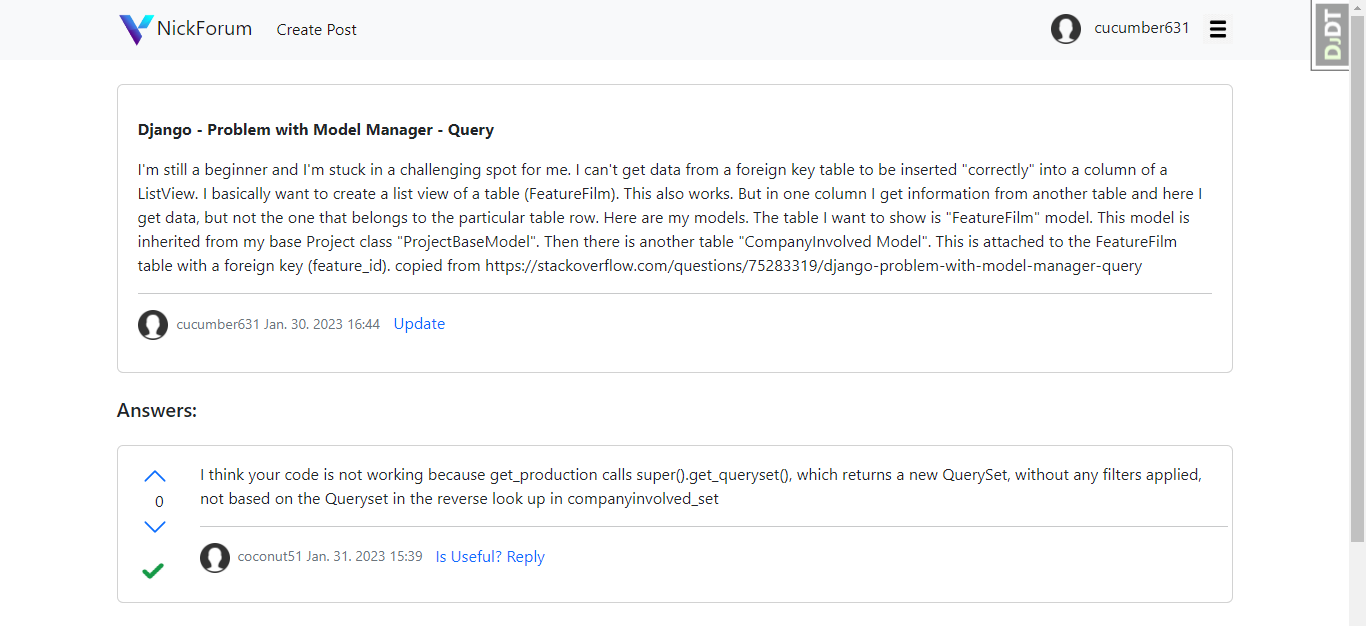 NickForum Create Post cucumber631
DJDT
Django - Problem with Model Manager - Query
I'm still a beginner and I'm stuck in a challenging spot for me. I can't get data from a foreign key table to be inserted "correctly" into a column of a
ListView. I basically want to create a list view of a table (FeatureFilm). This also works. But in one column I get information from another table and here I
get data, but not the one that belongs to the particular table row. Here are my models. The table I want to show is "FeatureFilm" model. This model is
inherited from my base Project class "ProjectBaseModel". Then there is another table "CompanyInvolved Model". This is attached to the FeatureFilm
table with a foreign key (feature_id). copied from https://stackoverflow.com/questions/75283319/django-problem-with-model-manager-query
cucumber631 Jan. 30. 2023 16:44 Update
Answers:
I think your code is not working because get_production calls super().get_queryset(), which returns a new QuerySet, without any filters applied,
0
not based on the Queryset in the reverse look up in companyinvolved_set
coconut51 Jan. 31. 2023 15:39 Is Useful? Reply